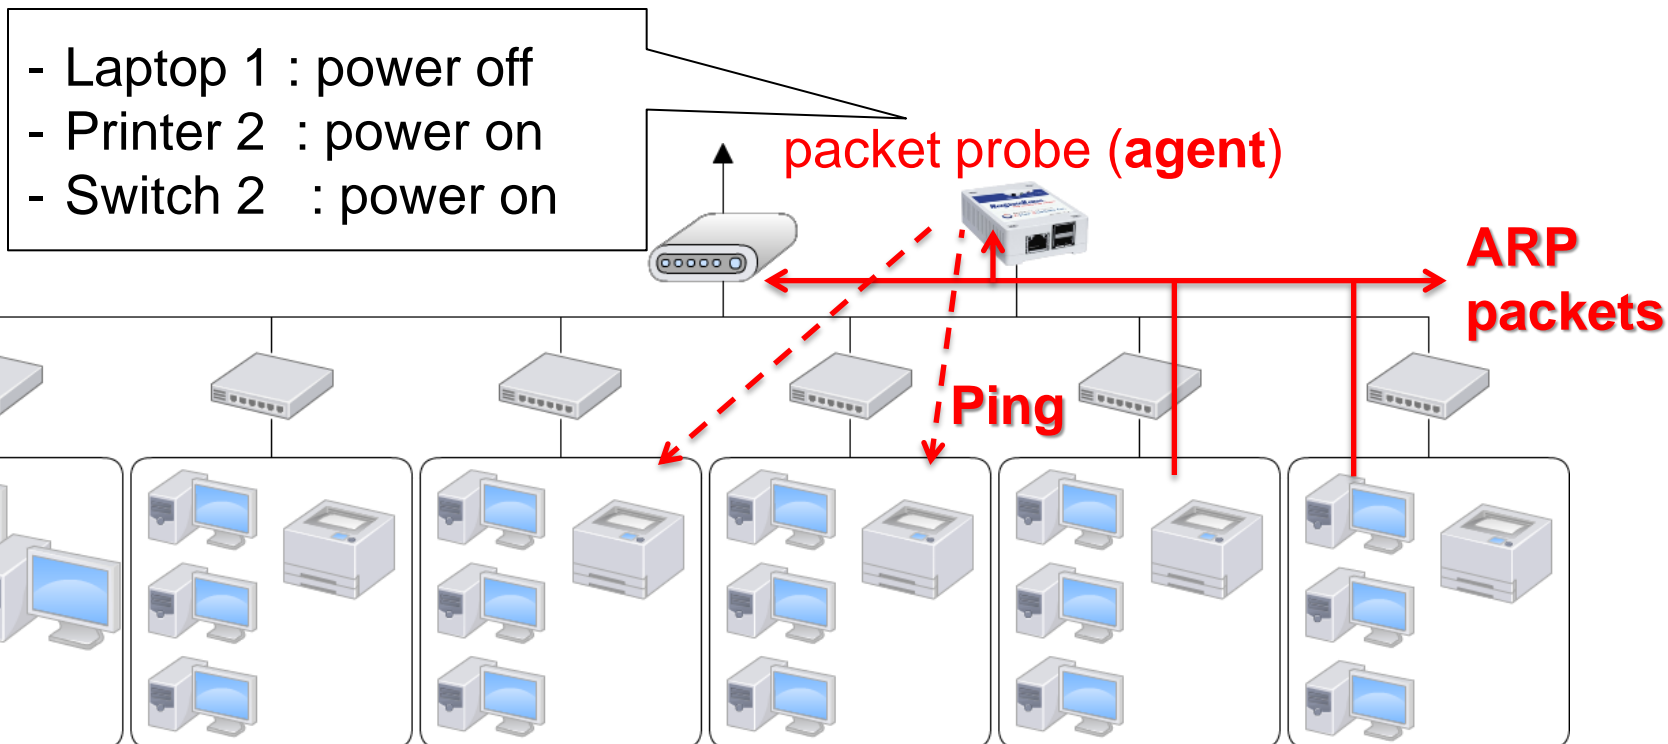 - Laptop 1 : power off
- Printer 2 : power on
- Switch 2 : power on
packet probe (agent)
ARP
packets
Ping